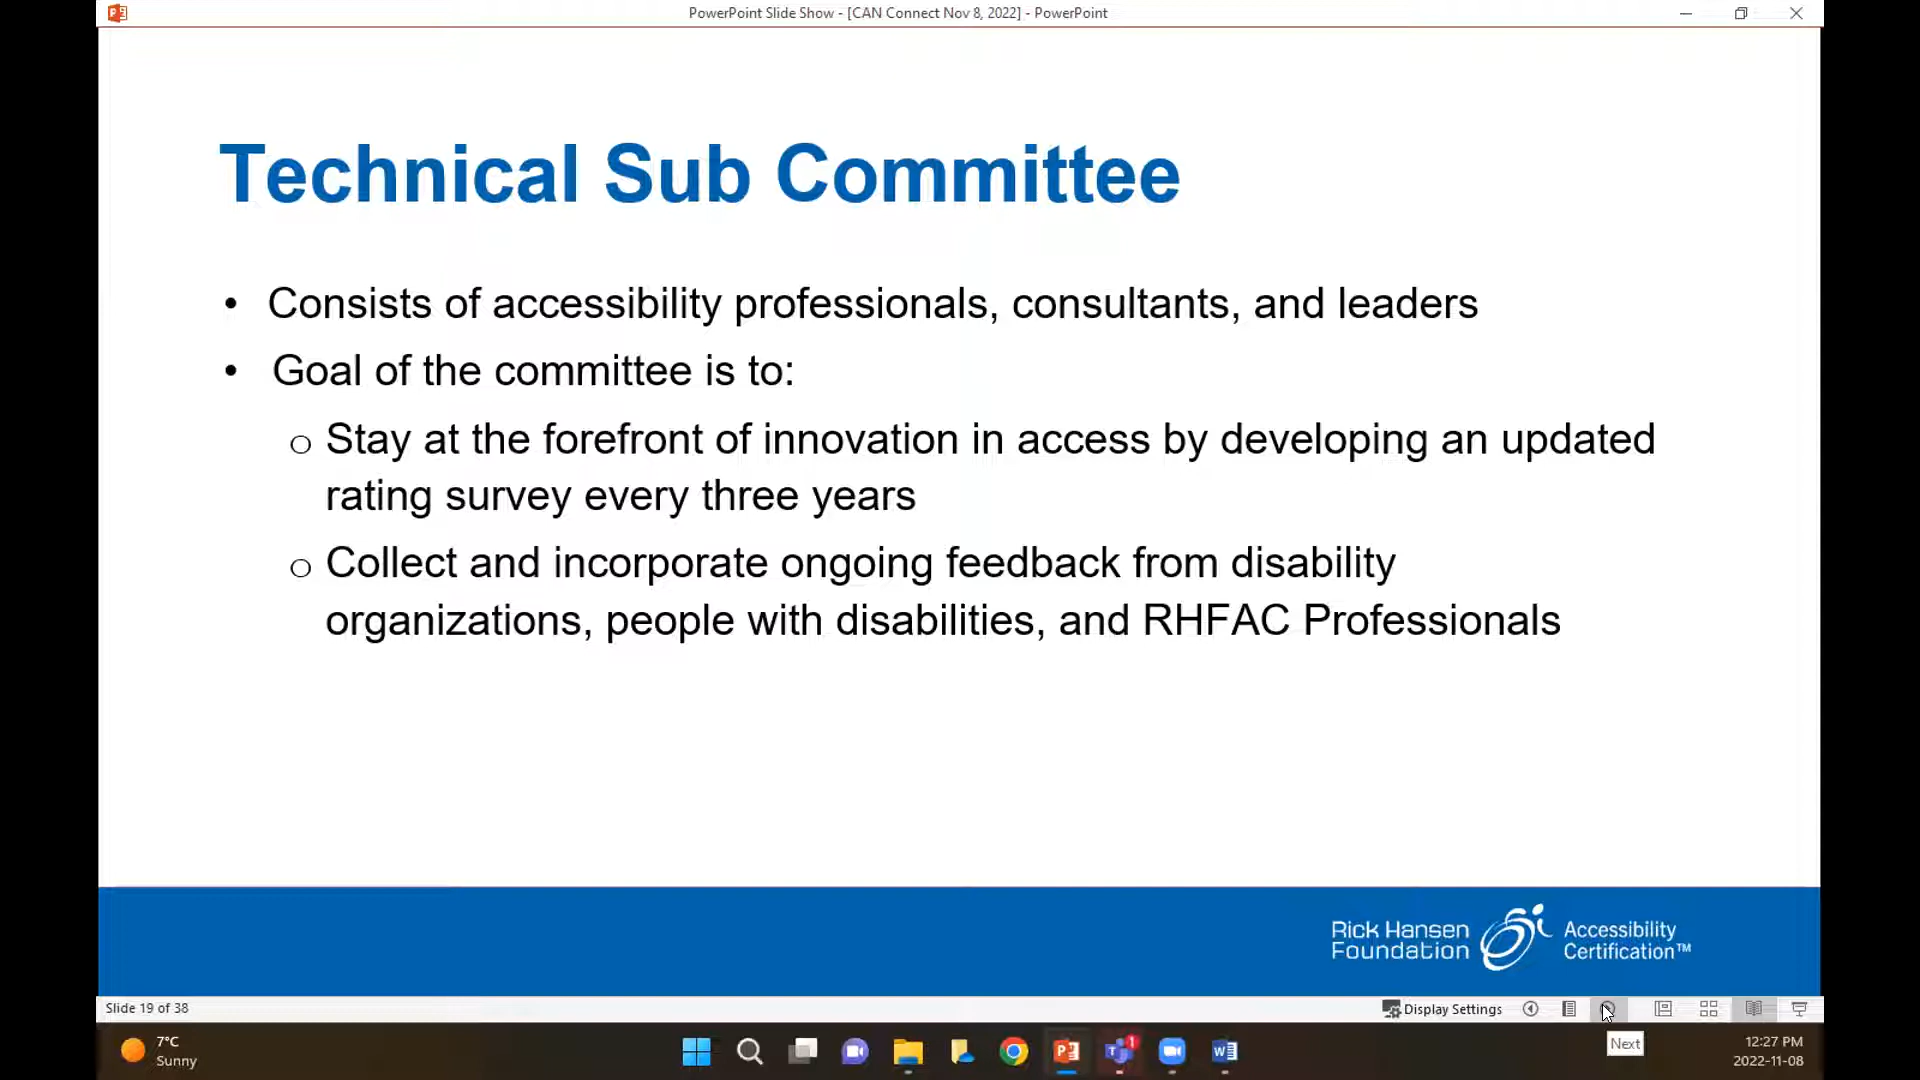 PowerPoint Slide Show - [CAN Connect Nov 8, 2022] - PowerPoint
Technical Sub Committee
• Consists of accessibility professionals, consultants, and leaders
• Goal of the committee is to:
o Stay at the forefront of innovation in access by developing an updated
rating survey every three years
o Collect and incorporate ongoing feedback from disability
organizations, people with disabilities, and RHFAC Professionals
Rick Hansen
Foundation
Accessibility
Certification™
Slide 19 of 38
Display Settings
Next
7°C
Sunny
1
12:27 PM
2022-11-08